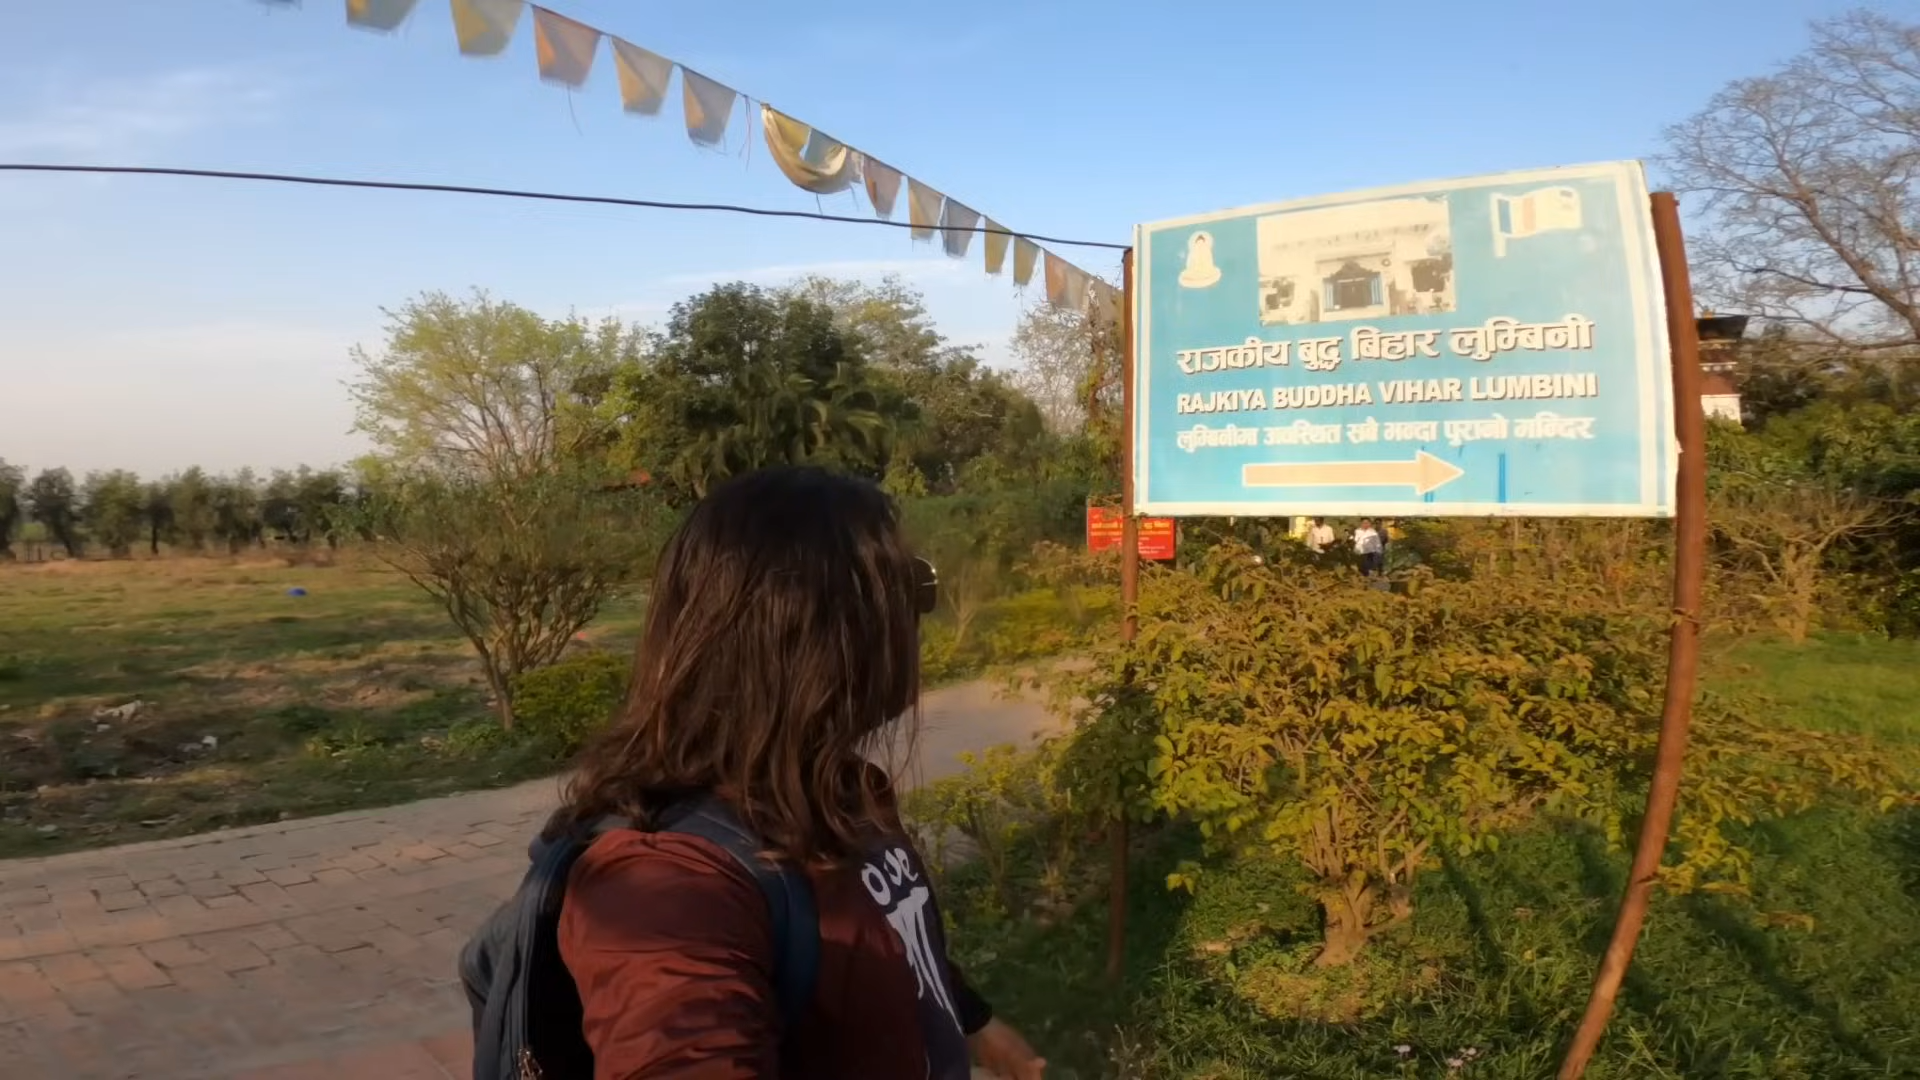 राजकीय बुद्ध बिहार लुम्बिनी
RAJKIYA BUDDHA VIHAR LUMBINI
लुम्बिनीमा अवस्थित सबै भन्दा पुरानो मन्दिर